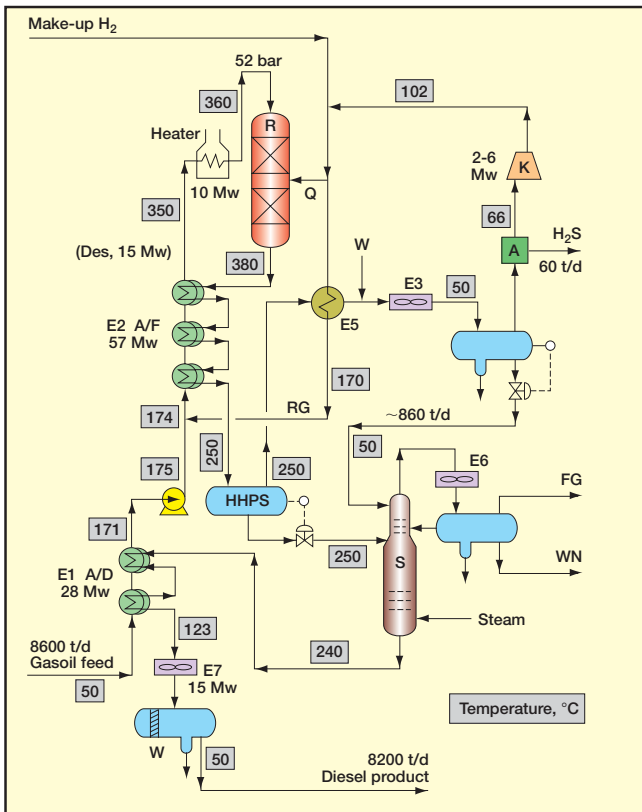 Make-up H₂
52 bar
102
360
R
Heater
2-6
Mw
K
10 Mw
Q
350
66
H₂S
(Des, 15 Mw)
W
A
60 t/d
380
E3
50
E2 A/F
57 Mw
E5
170
RG
~860 t/d
174
250
50
E6
175
250
FG
HHPS
171
250
S
WN
E1 A/D
28 Mw
Steam
123
8600 t/d
Gasoil feed
240
50
E7
15 Mw
Temperature, °C
W
50
8200 t/d
Diesel product